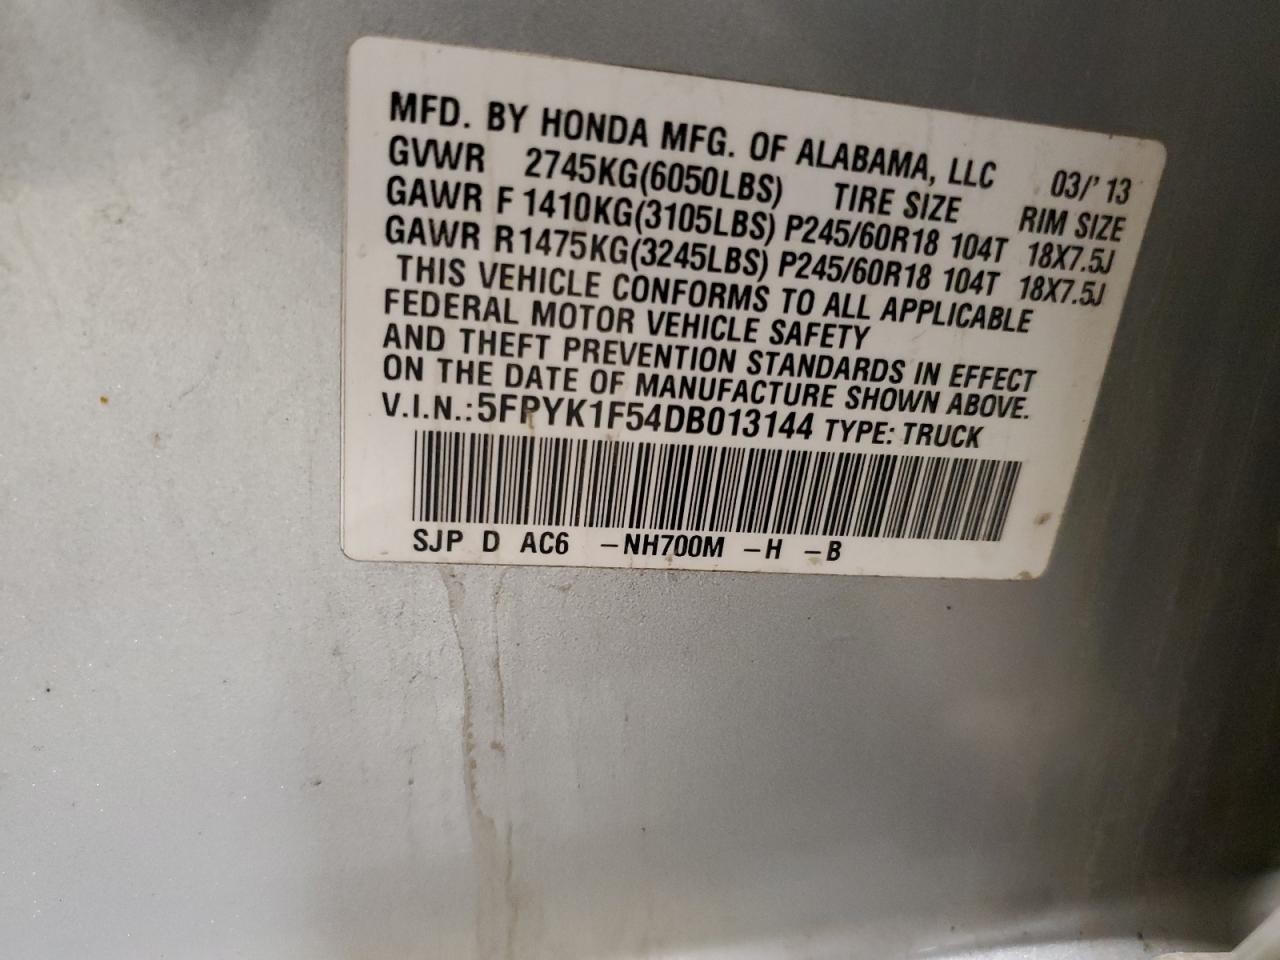 MFD. BY HONDA MFG. OF ALABAMA, LLC 03/'13
GVWR 2745KG(6050LBS) TIRE SIZE RIM SIZE
GAWR F 1410KG(3105LBS) P245/60R18 104T 18X7.5J
GAWR R 1475KG(3245LBS) P245/60R18 104T 18X7.5J
THIS VEHICLE CONFORMS TO ALL APPLICABLE
FEDERAL MOTOR VEHICLE SAFETY
AND THEFT PREVENTION STANDARDS IN EFFECT
ON THE DATE OF MANUFACTURE SHOWN ABOVE.
V.I.N.: 5FPYK1F54DB013144 TYPE: TRUCK
SJP D AC6 –NH700M –H –B